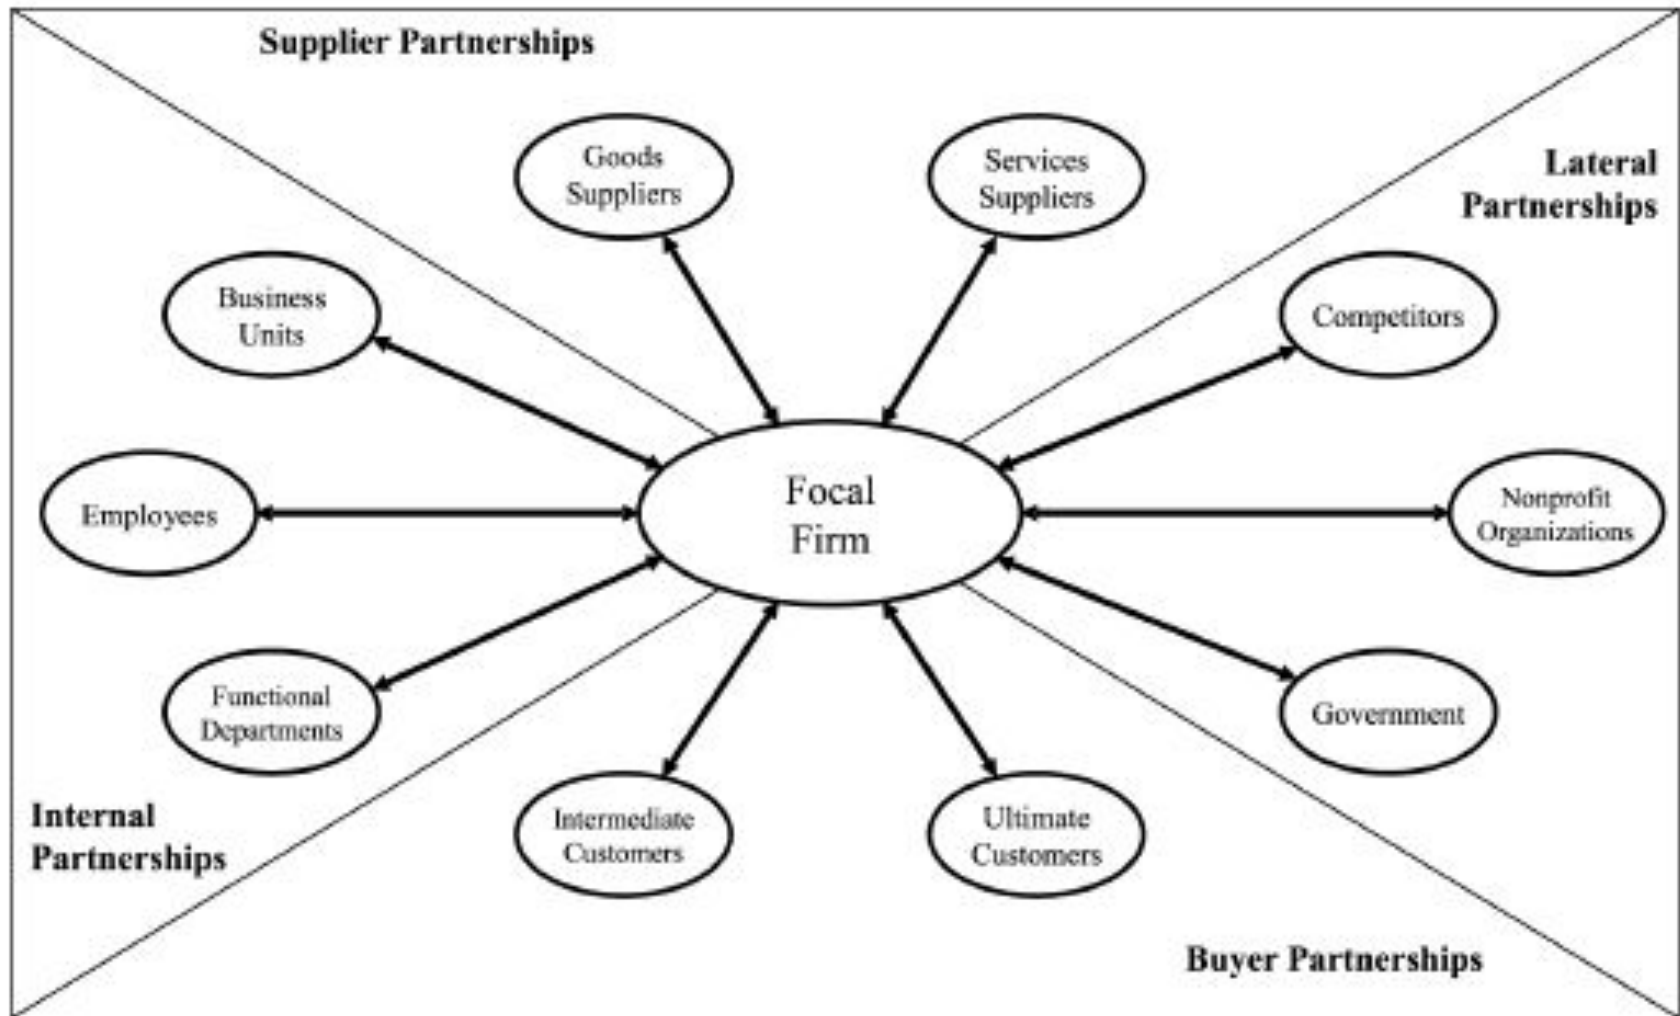 Supplier Partnerships
Goods
Suppliers
Services
Suppliers
Lateral
Partnerships
Business
Units
Competitors
Employees
Focal
Firm
Nonprofit
Organizations
Functional
Departments
Government
Internal
Partnerships
Intermediate
Customers
Ultimate
Customers
Buyer Partnerships